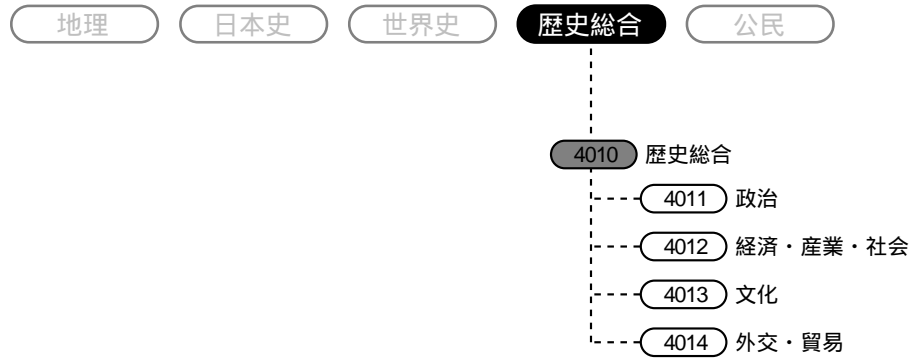 地理 日本史 世界史 歴史総合 公民
4010 歴史総合
4011 政治
4012 経済・産業・社会
4013 文化
4014 外交・貿易